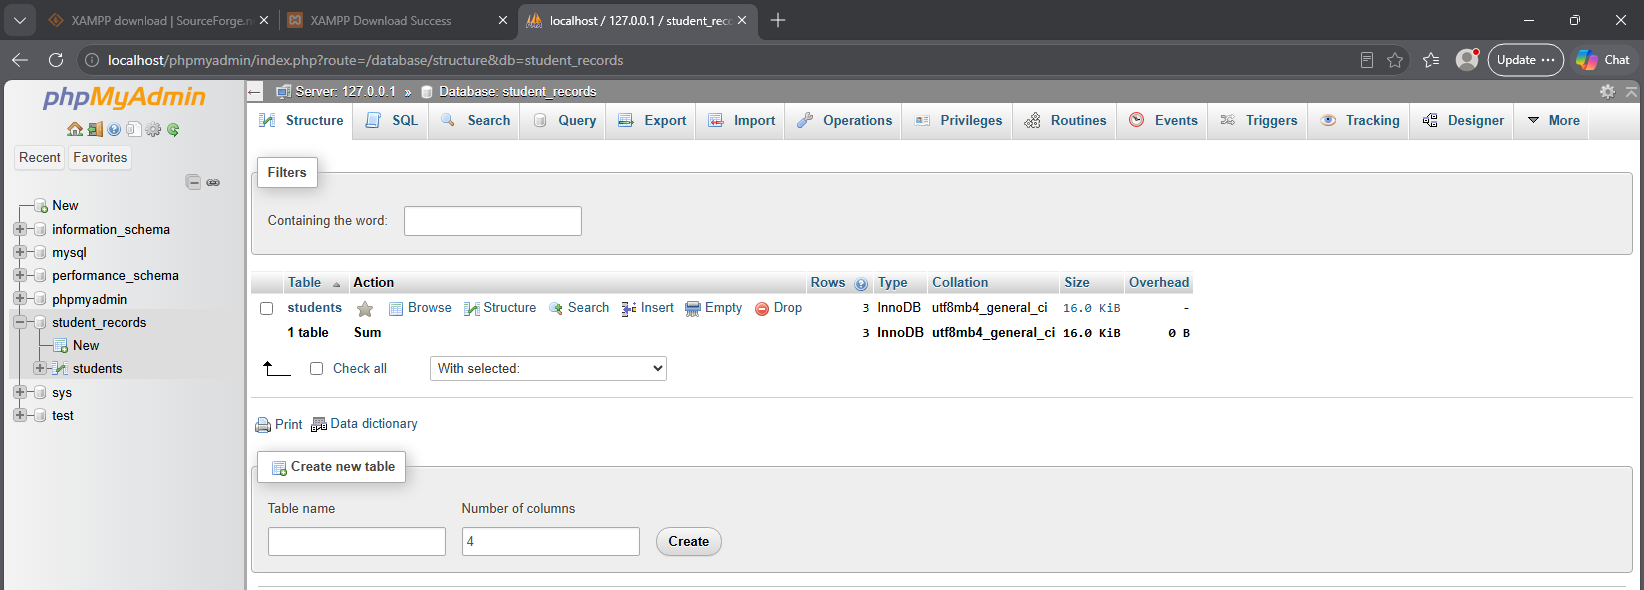 XAMPP download | SourceForge.n
XAMPP Download Success
localhost / 127.0.0.1 / student_rec
localhost/phpmyadmin/index.php?route=/database/structure&db=student_records
Update
Chat
phpMyAdmin
Recent
Favorites
New
information_schema
mysql
performance_schema
phpmyadmin
student_records
New
students
sys
test
Server: 127.0.0.1 » Database: student_records
Structure SQL Search Query Export Import Operations Privileges Routines Events Triggers Tracking Designer More
Filters
Containing the word:
Table Action Rows Type Collation Size Overhead
students Browse Structure Search Insert Empty Drop 3 InnoDB utf8mb4_general_ci 16.0 KiB -
1 table Sum 3 InnoDB utf8mb4_general_ci 16.0 KiB 0 B
Check all With selected:
Print Data dictionary
Create new table
Table name Number of columns
4 Create